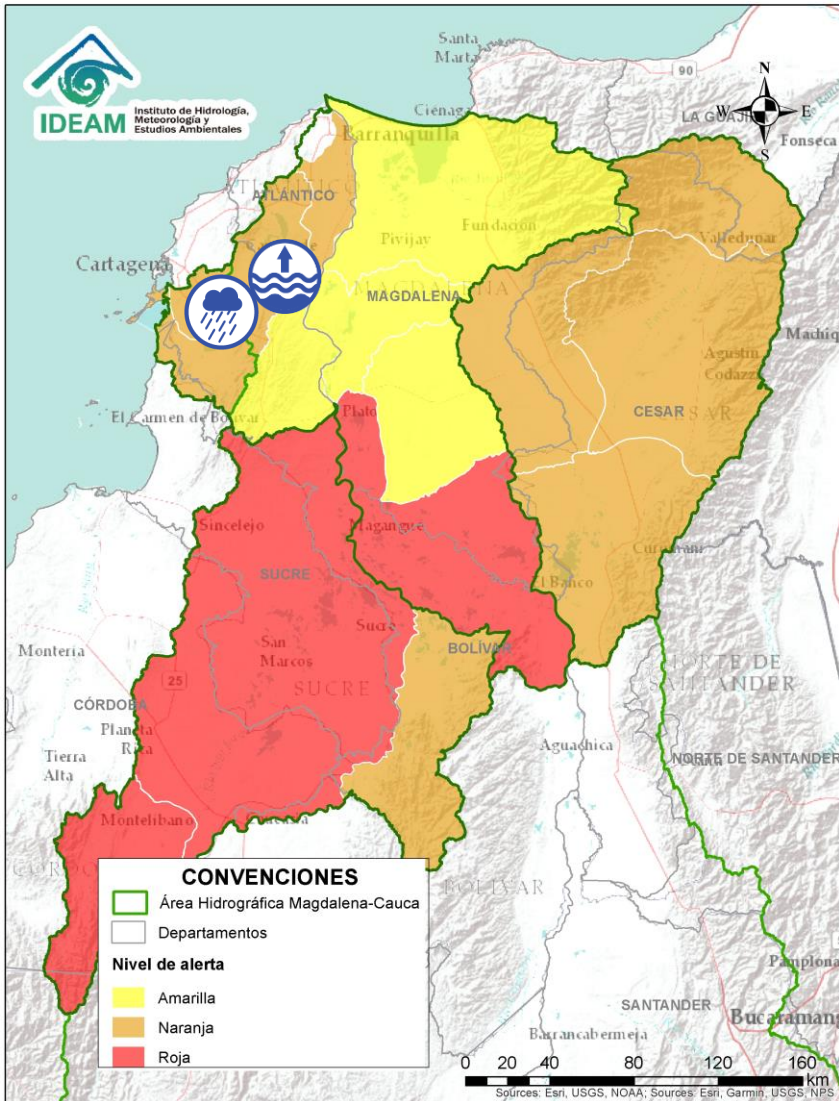 Santa
Marta
90
N
W
E
S
IDEAM
Instituto de Hidrología,
Meteorología y
Estudios Ambientales
Ciénaga
LA GUAJI
Barranquilla
Fonseca
ATLÁNTICO
Fundación
Pivijay
Valledupar
Cartagena
MAGDALENA
Agustín
Codazzi
El Carmen de Bolívar
Plato
CESAR
Sincelejo
Magangue
SUCRE
El Banco
Sucre
San
Marcos
SUCRE
BOLÍVAR
Montería
25
CÓRDOBA
Planeta
Rica
Tierra
Alta
NORTE DE
SANTANDER
Aguachica
NORTE DE SANTANDER
Montelíbano
BOLÍVAR
CONVENCIONES
Área Hidrográfica Magdalena-Cauca
Departamentos
Nivel de alerta
Amarilla
Naranja
Roja
Pamplona
SANTANDER
Bucaramang
Barrancabermeja
0 20 40 80 120 160
km
Sources: Esri, USGS, NOAA; Sources: Esri, Garmin, USGS, NPS